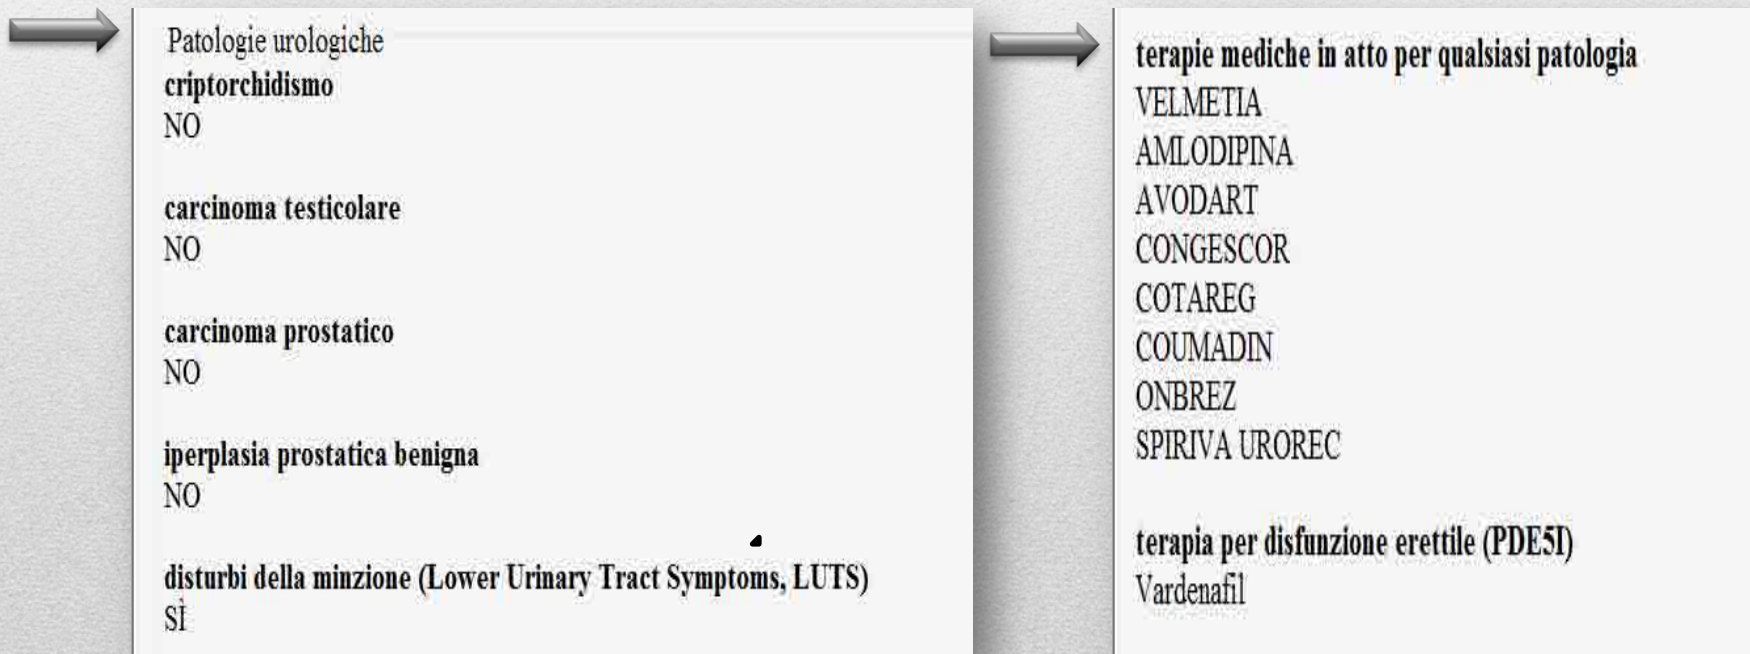 Patologie urologiche
criptorchidismo
NO
carcinoma testicolare
NO
carcinoma prostatico
NO
iperplasia prostatica benigna
NO
disturbi della minzione (Lower Urinary Tract Symptoms, LUTS)
SÌ
terapie mediche in atto per qualsiasi patologia
VELMETIA
AMLODIPINA
AVODART
CONGESCOR
COTAREG
COUMADIN
ONBREZ
SPIRIVA UROREC
terapia per disfunzione erettile (PDE5I)
Vardenafil